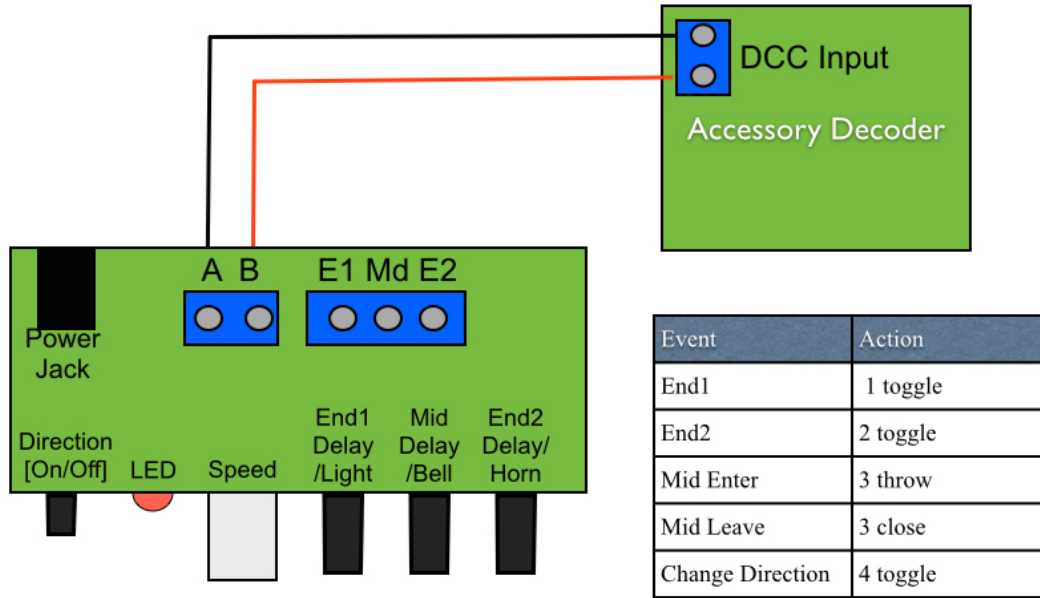 DCC Input
Accessory Decoder
A B
E1 Md E2
Power
Jack
Direction
[On/Off]
LED
Speed
End1
Delay
/Light
Mid
Delay
/Bell
End2
Delay/
Horn
Event Action
End1 1 toggle
End2 2 toggle
Mid Enter 3 throw
Mid Leave 3 close
Change Direction 4 toggle